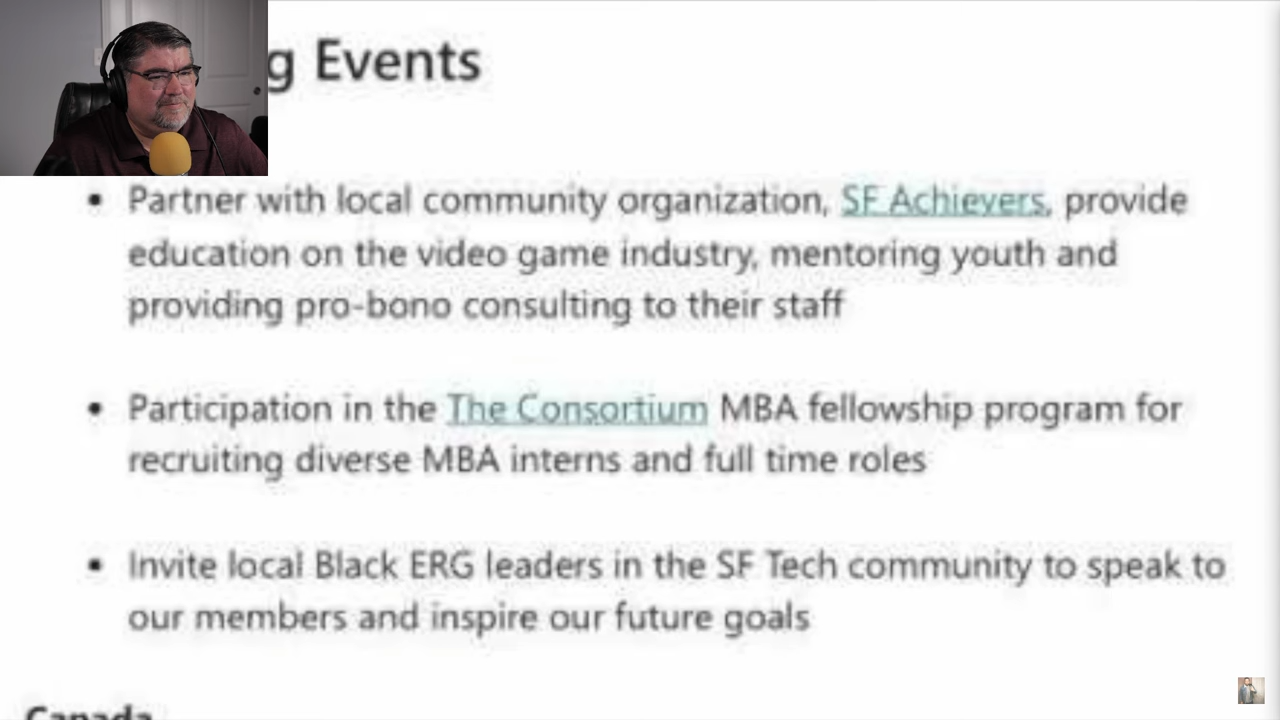 g Events
Partner with local community organization, SF Achievers, provide
education on the video game industry, mentoring youth and
providing pro-bono consulting to their staff
Participation in the The Consortium MBA fellowship program for
recruiting diverse MBA interns and full time roles
Invite local Black ERG leaders in the SF Tech community to speak to
our members and inspire our future goals
Canada